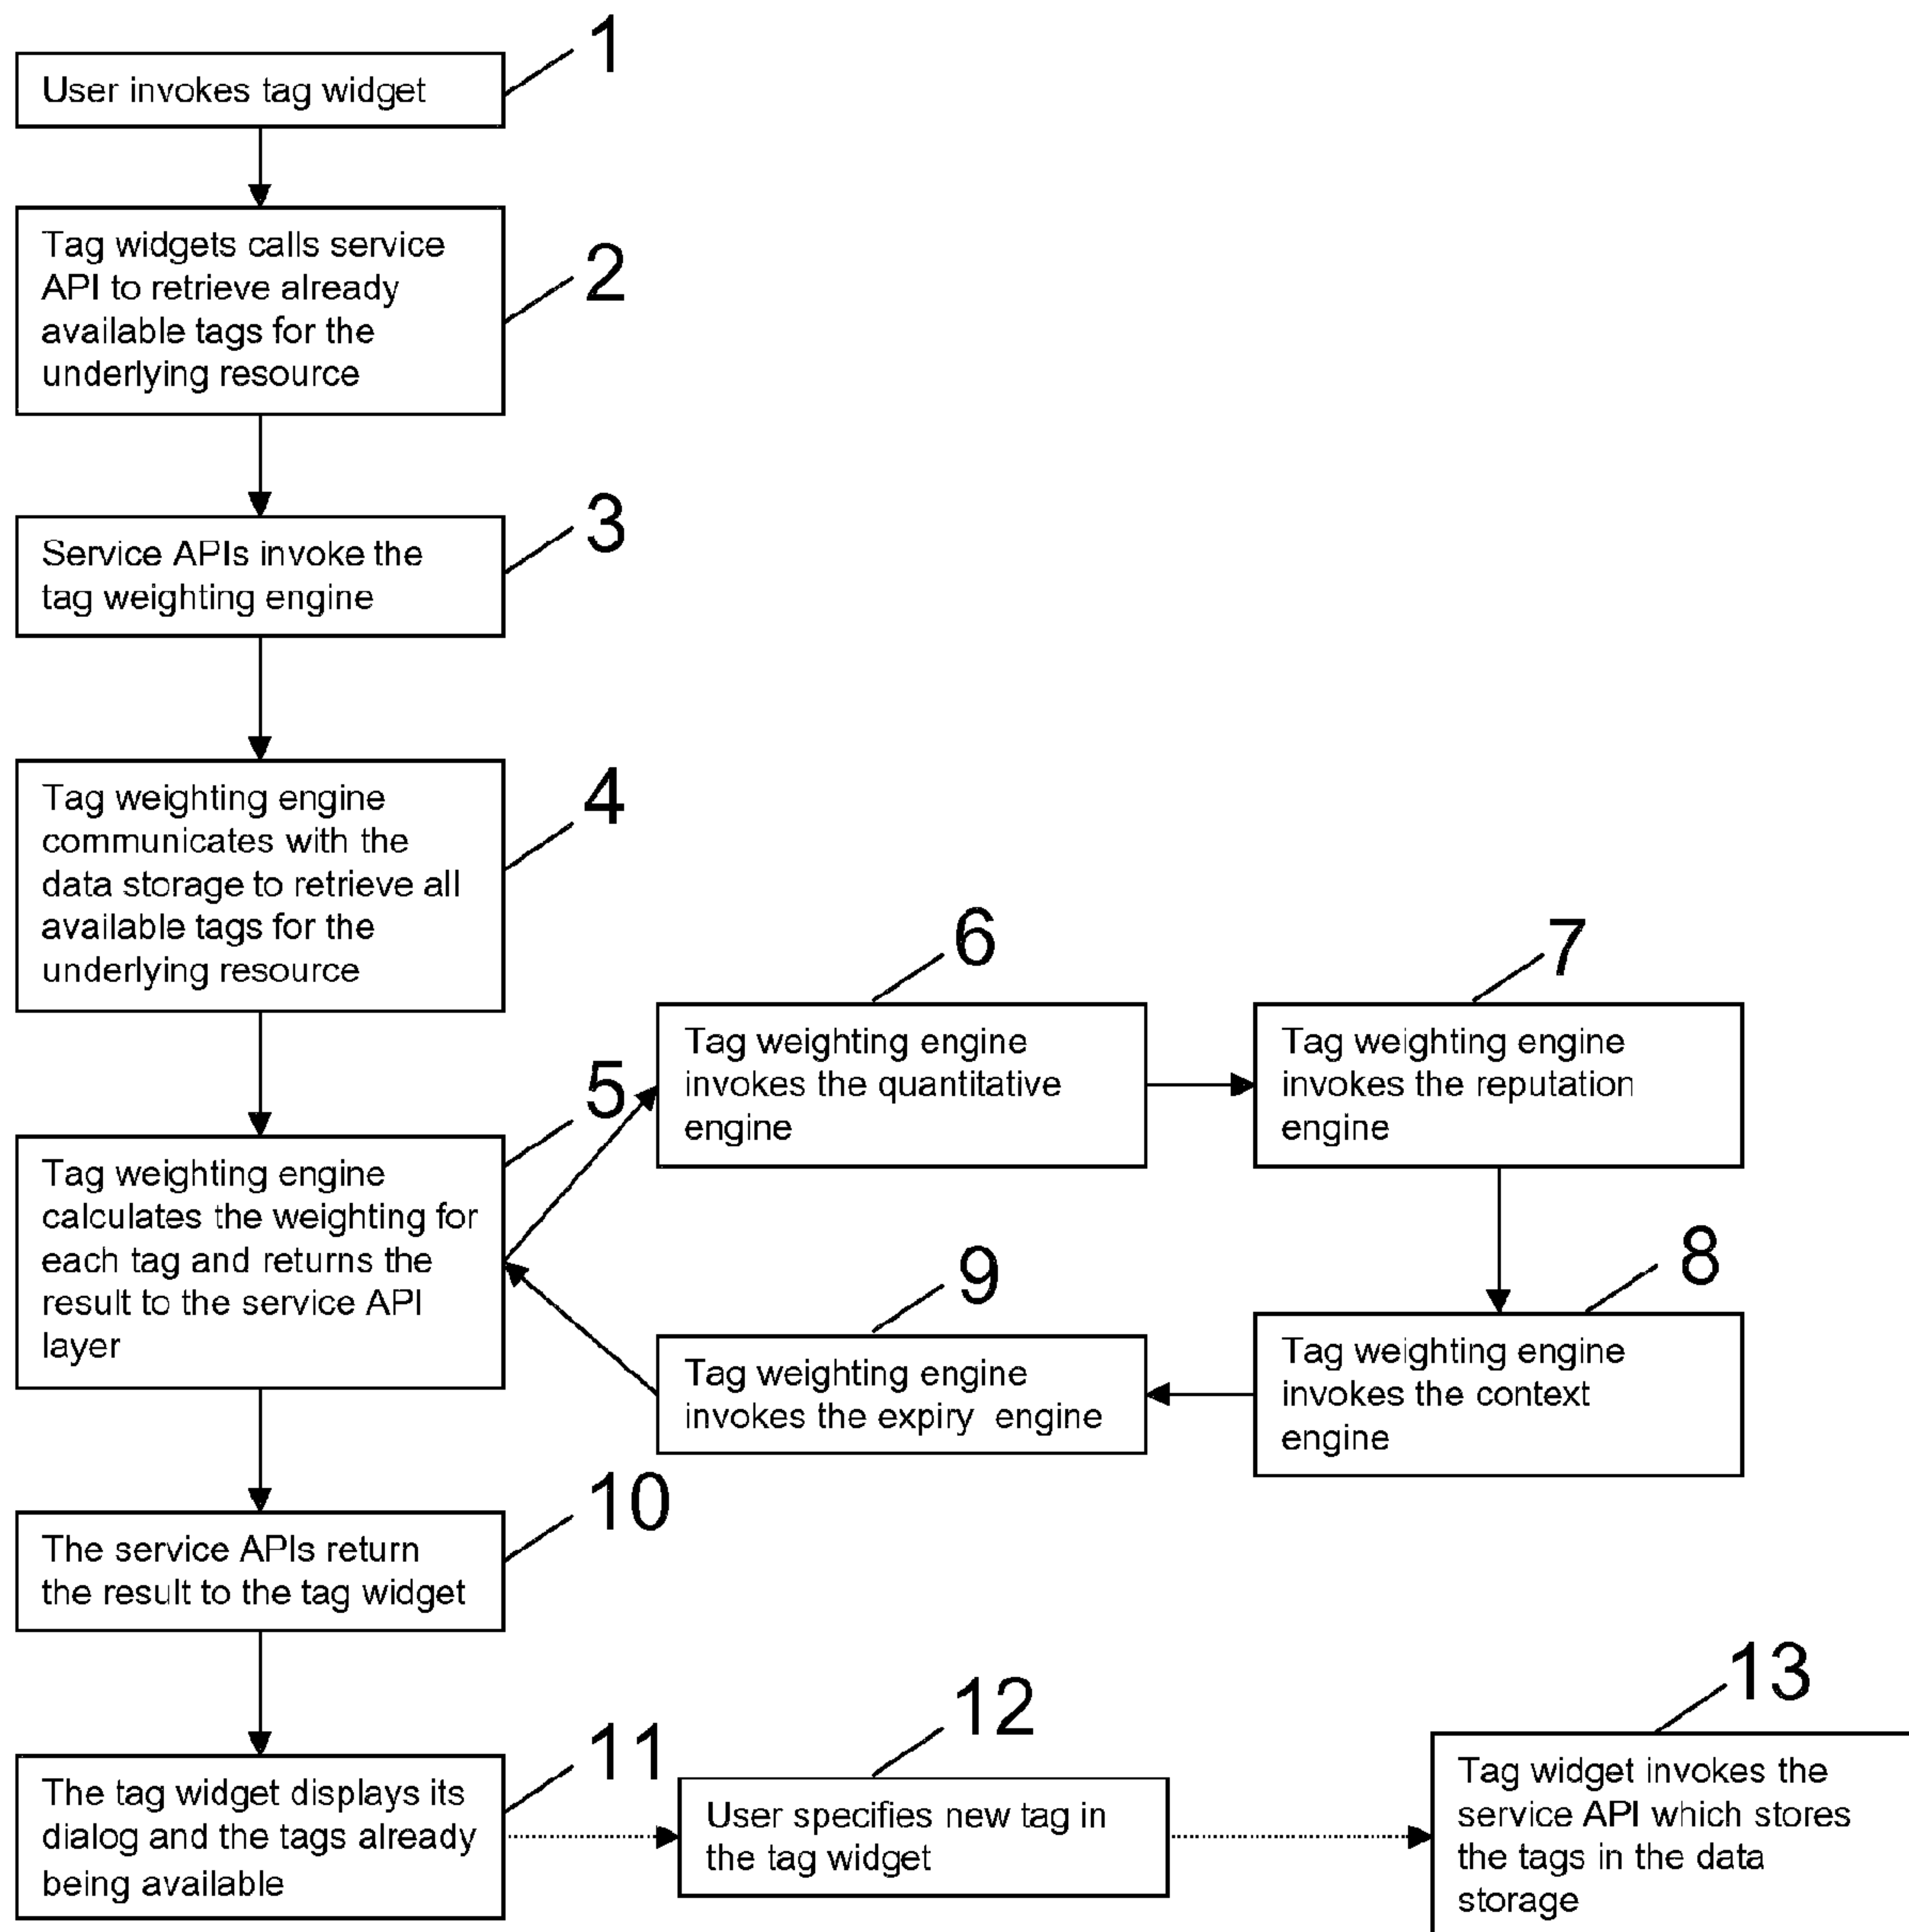 1
User invokes tag widget
2
Tag widgets calls service
API to retrieve already
available tags for the
underlying resource
3
Service APIs invoke the
tag weighting engine
4
Tag weighting engine
communicates with the
data storage to retrieve all
available tags for the
underlying resource
5
Tag weighting engine
calculates the weighting for
each tag and returns the
result to the service API
layer
6
Tag weighting engine
invokes the quantitative
engine
7
Tag weighting engine
invokes the reputation
engine
8
Tag weighting engine
invokes the context
engine
9
Tag weighting engine
invokes the expiry engine
10
The service APIs return
the result to the tag widget
11
The tag widget displays its
dialog and the tags already
being available
12
User specifies new tag in
the tag widget
13
Tag widget invokes the
service API which stores
the tags in the data
storage